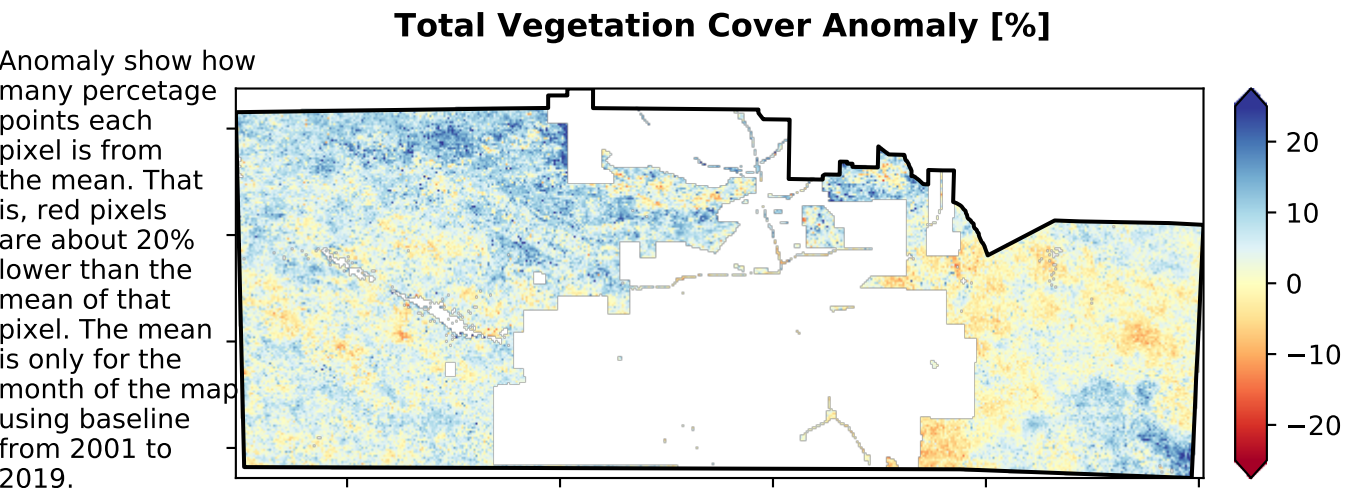 Total Vegetation Cover Anomaly [%]
Anomaly show how
many percetage
points each
pixel is from
the mean. That
is, red pixels
are about 20%
lower than the
mean of that
pixel. The mean
is only for the
month of the map
using baseline
from 2001 to
2019.
20
10
0
−10
−20